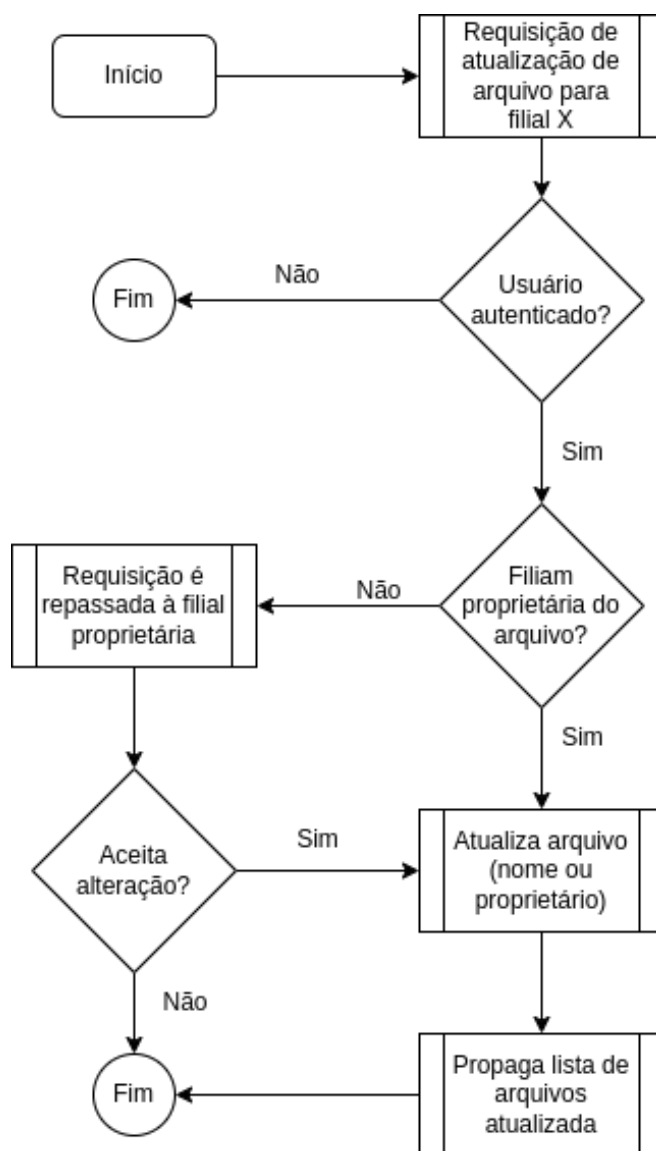 Início
Requisição de
atualização de
arquivo para
filial X
Usuário
autenticado?
Não
Fim
Sim
Filiam
proprietária do
arquivo?
Não
Requisição é
repassada à filial
proprietária
Sim
Aceita
alteração?
Sim
Atualiza arquivo
(nome ou
proprietário)
Não
Propaga lista de
arquivos
atualizada
Fim